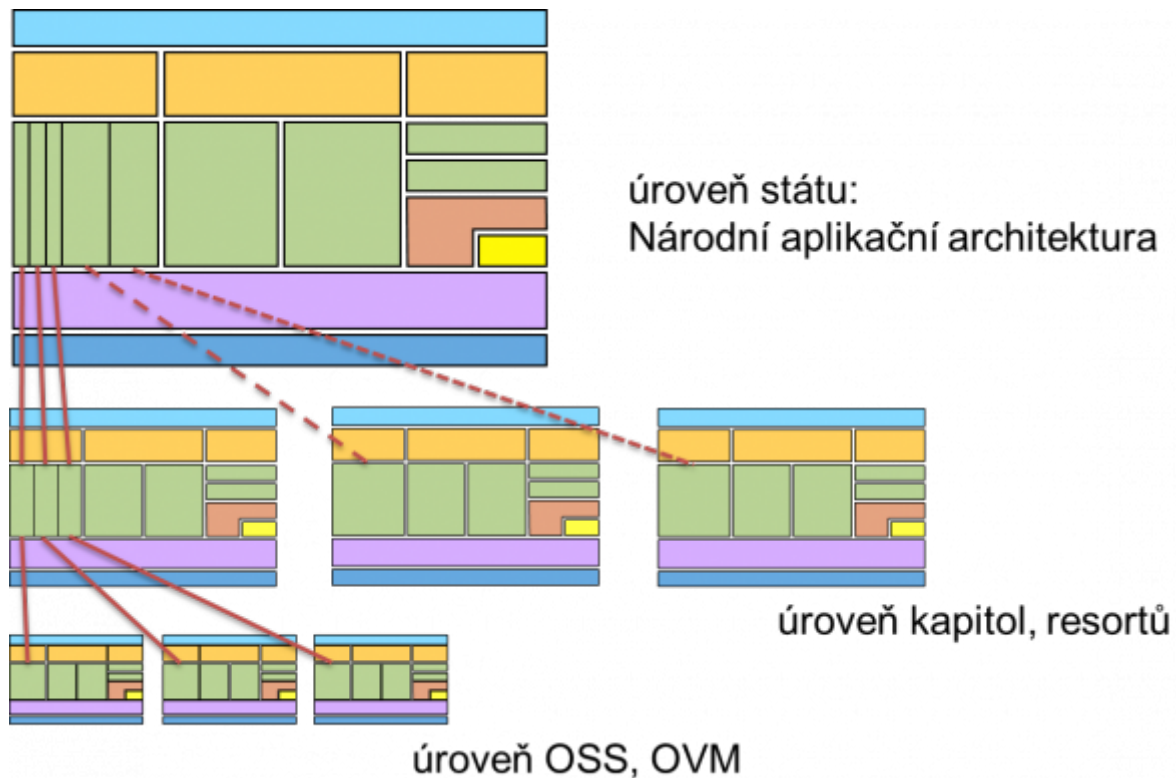 úroveň státu:
Národní aplikační architektura
úroveň kapitol, resortů
úroveň OSS, OVM